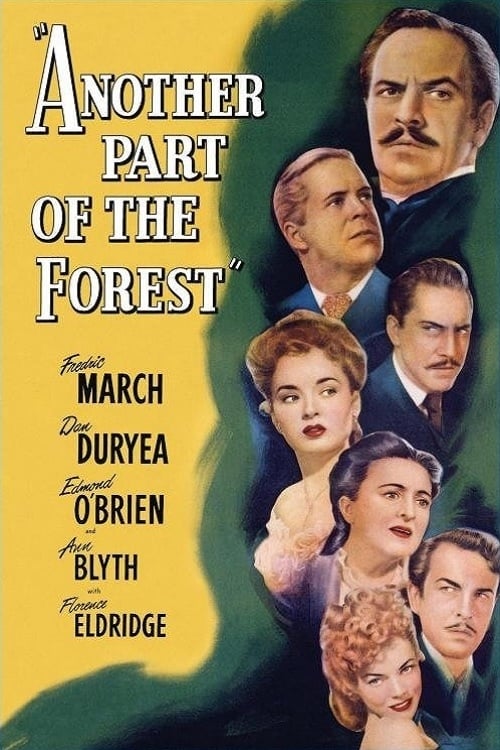 "ANOTHER
PART
OF THE
FOREST"
Fredric
MARCH
Dan
DURYEA
Edmond
O'BRIEN
and
Ann
BLYTH
with
Florence
ELDRIDGE